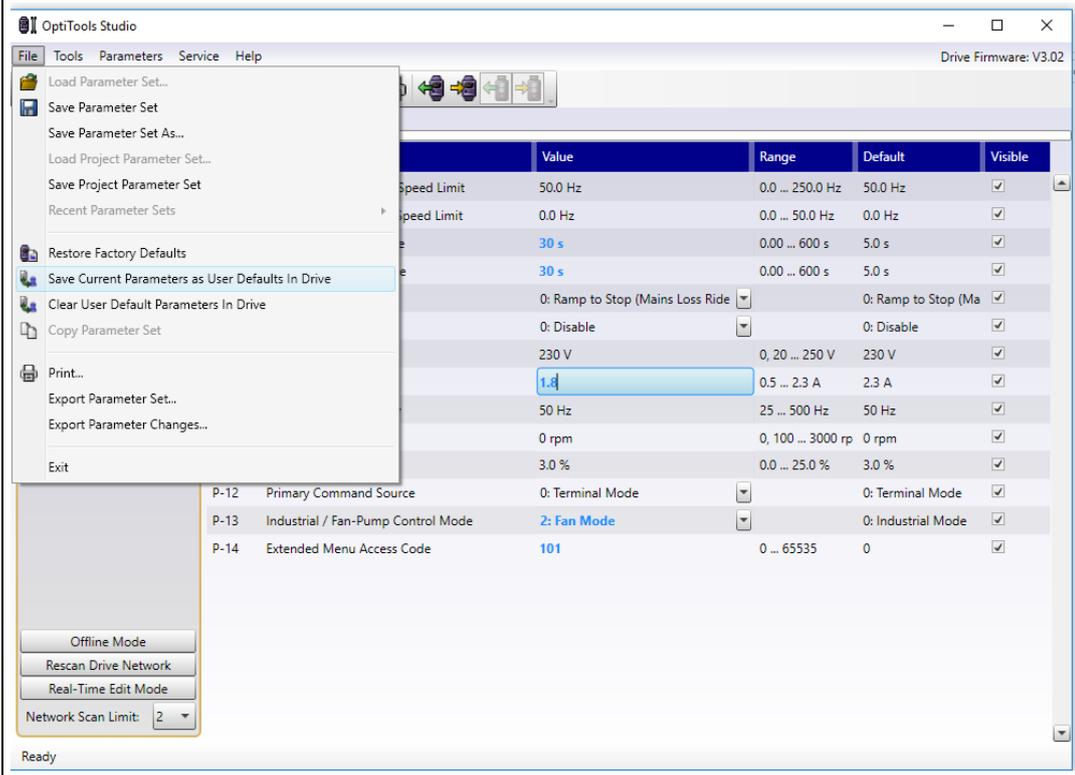 OptiTools Studio
File Tools Parameters Service Help Drive Firmware: V3.02
Load Parameter Set...
Save Parameter Set
Save Parameter Set As...
Load Project Parameter Set...
Save Project Parameter Set
Recent Parameter Sets
Restore Factory Defaults
Save Current Parameters as User Defaults In Drive
Clear User Default Parameters In Drive
Copy Parameter Set
Print...
Export Parameter Set...
Export Parameter Changes...
Exit
Value Range Default Visible
Speed Limit 50.0 Hz 0.0 ... 250.0 Hz 50.0 Hz
Speed Limit 0.0 Hz 0.0 ... 50.0 Hz 0.0 Hz
30 s 0.00 ... 600 s 5.0 s
30 s 0.00 ... 600 s 5.0 s
0: Ramp to Stop (Mains Loss Ride 0: Ramp to Stop (Ma
0: Disable 0: Disable
230 V 0, 20 ... 250 V 230 V
1.8 0.5 ... 2.3 A 2.3 A
50 Hz 25 ... 500 Hz 50 Hz
0 rpm 0, 100 ... 3000 rp 0 rpm
3.0 % 0.0 ... 25.0 % 3.0 %
P-12 Primary Command Source 0: Terminal Mode 0: Terminal Mode
P-13 Industrial / Fan-Pump Control Mode 2: Fan Mode 0: Industrial Mode
P-14 Extended Menu Access Code 101 0 ... 65535 0
Offline Mode
Rescan Drive Network
Real-Time Edit Mode
Network Scan Limit: 2
Ready